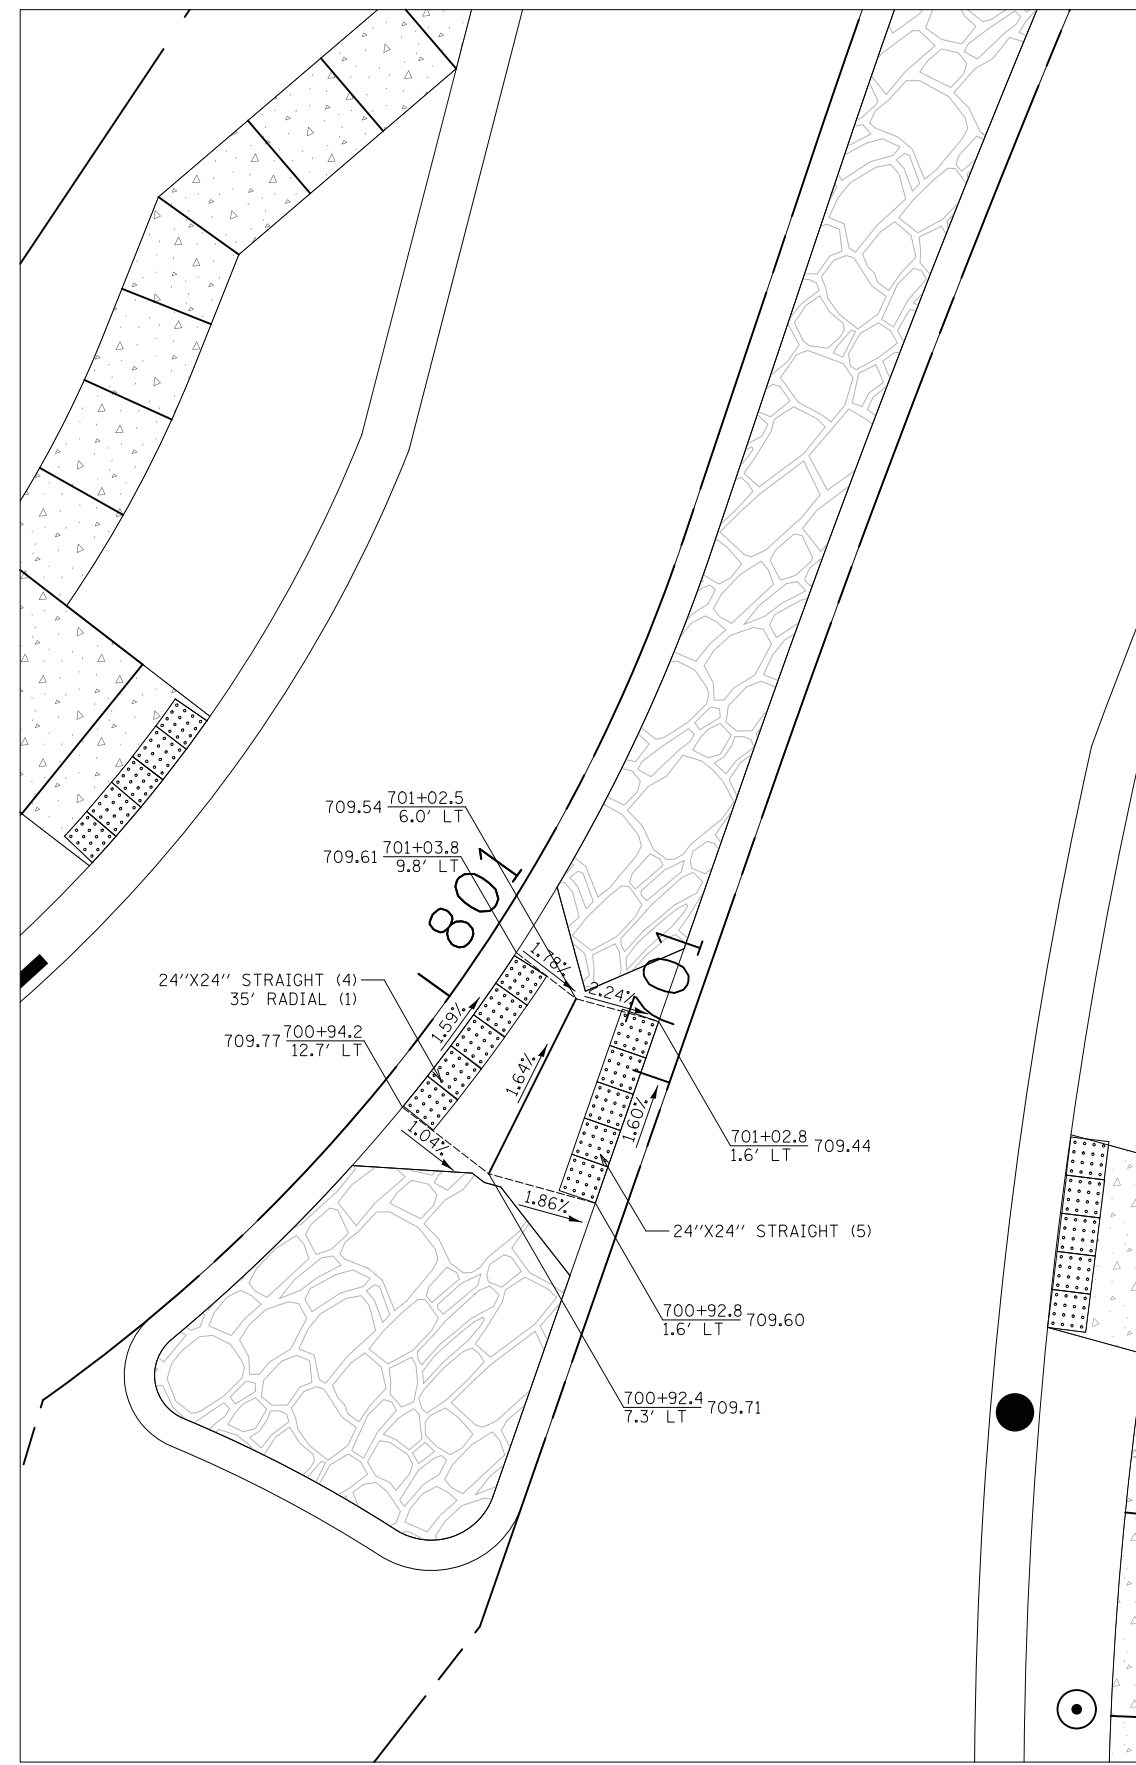 709.54 701+02.5
6.0' LT
709.61 701+03.8
9.8' LT
801
1.78%
701
24"X24" STRAIGHT (4)
35' RADIAL (1)
2.24%
1.59%
709.77 700+94.2
12.7' LT
1.64%
1.60%
1.04%
701+02.8 709.44
1.6' LT
1.86%
24"X24" STRAIGHT (5)
700+92.8 709.60
1.6' LT
700+92.4 709.71
7.3' LT